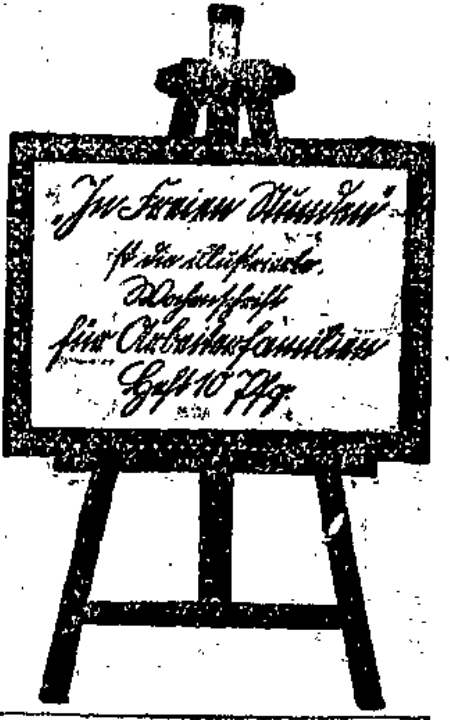 „In Freien Stunden“
ist die illustrierte
Wochenschrift
für Arbeiterfamilien
Heft 10 Pfg.